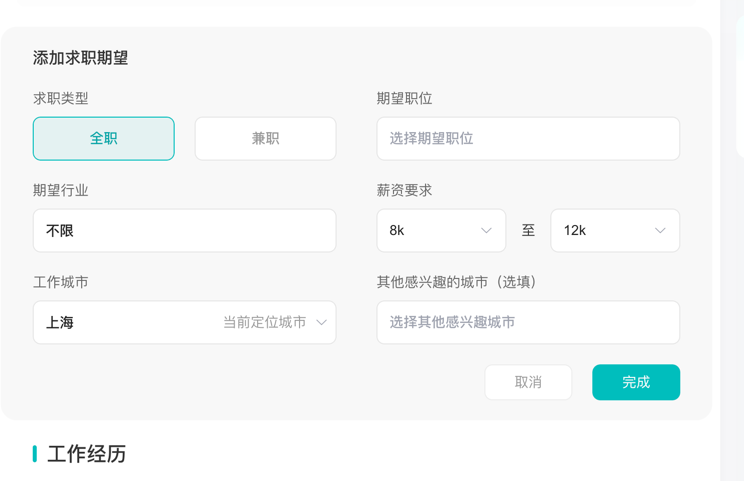 添加求职期望
求职类型
期望职位
全职
兼职
选择期望职位
期望行业
薪资要求
不限
8k
至
12k
工作城市
其他感兴趣的城市（选填）
上海
当前定位城市
选择其他感兴趣城市
取消
完成
工作经历